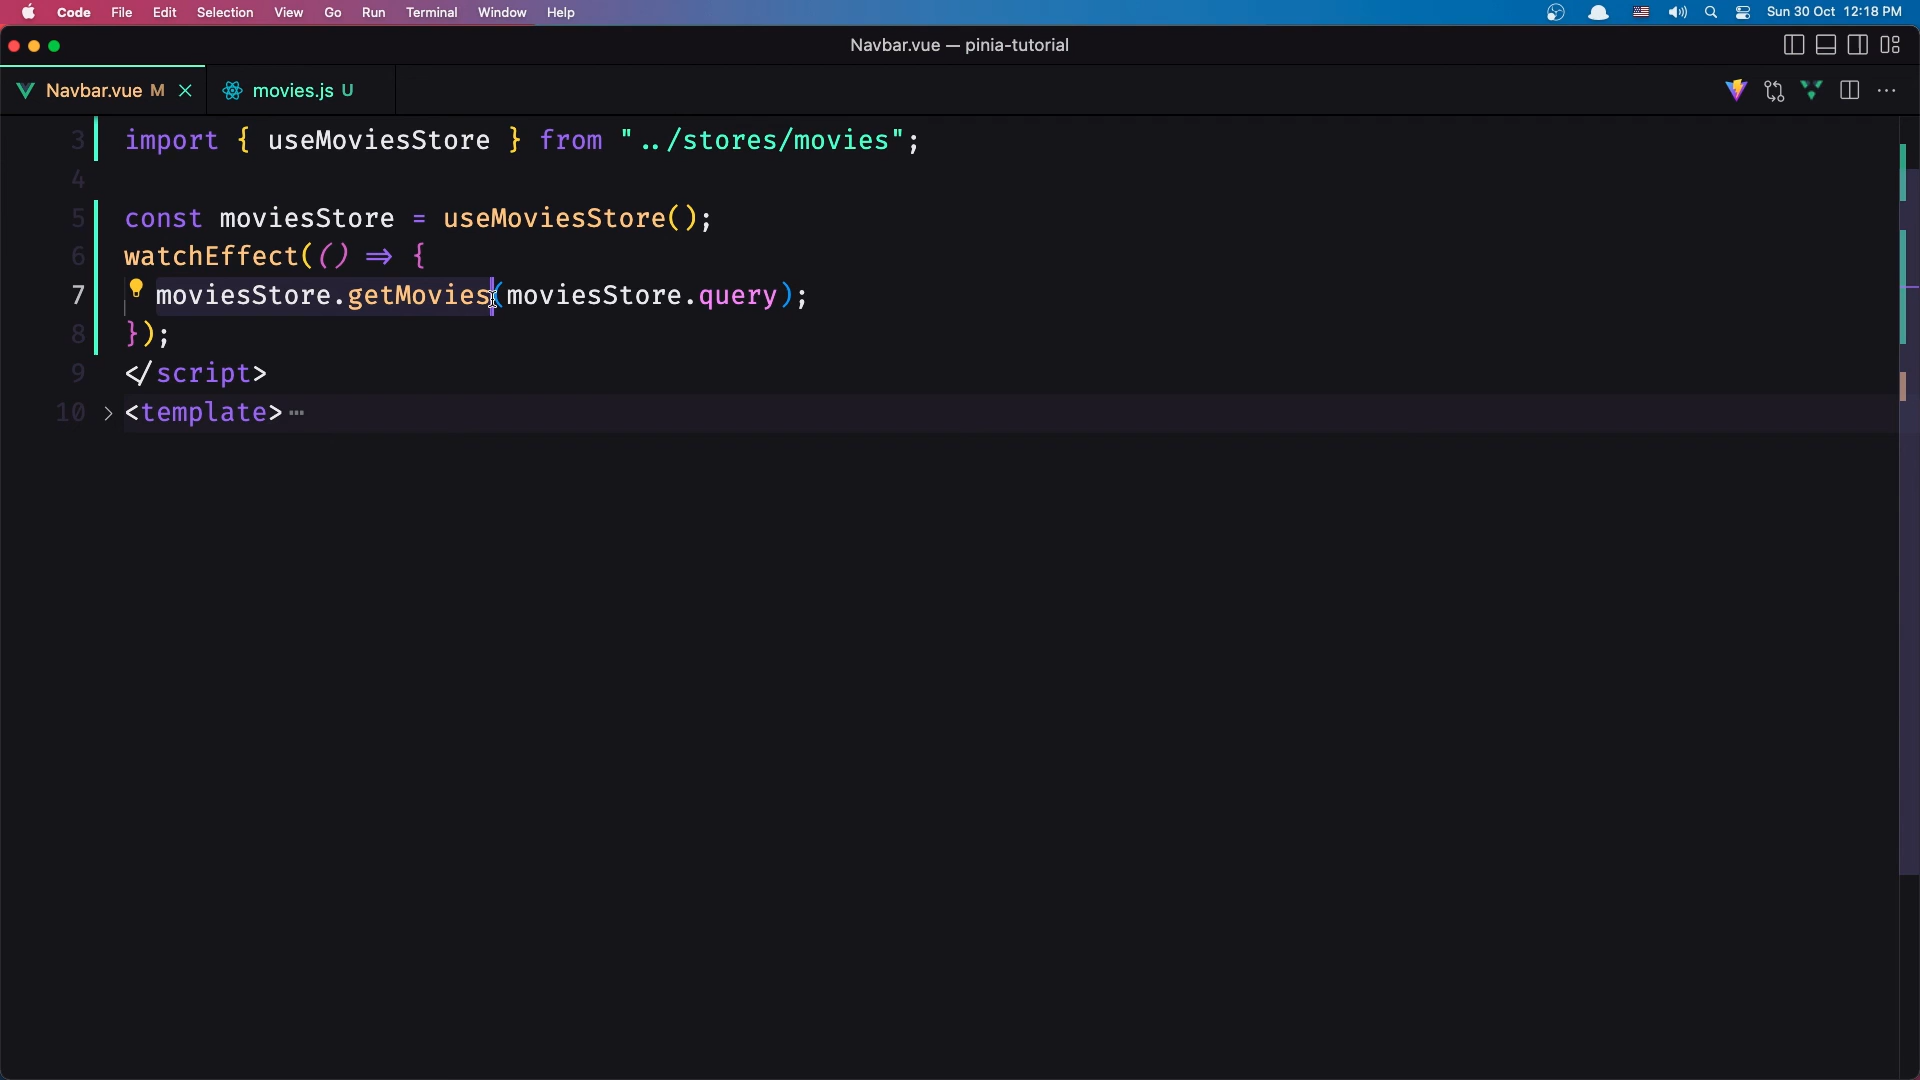 Code File Edit Selection View Go Run Terminal Window Help Sun 30 Oct 12:18 PM
Navbar.vue — pinia-tutorial
Navbar.vue M movies.js U
3 import { useMoviesStore } from "../stores/movies";
4
5 const moviesStore = useMoviesStore();
6 watchEffect(() => {
7 moviesStore.getMovies(moviesStore.query);
8 });
9 </script>
10 <template>